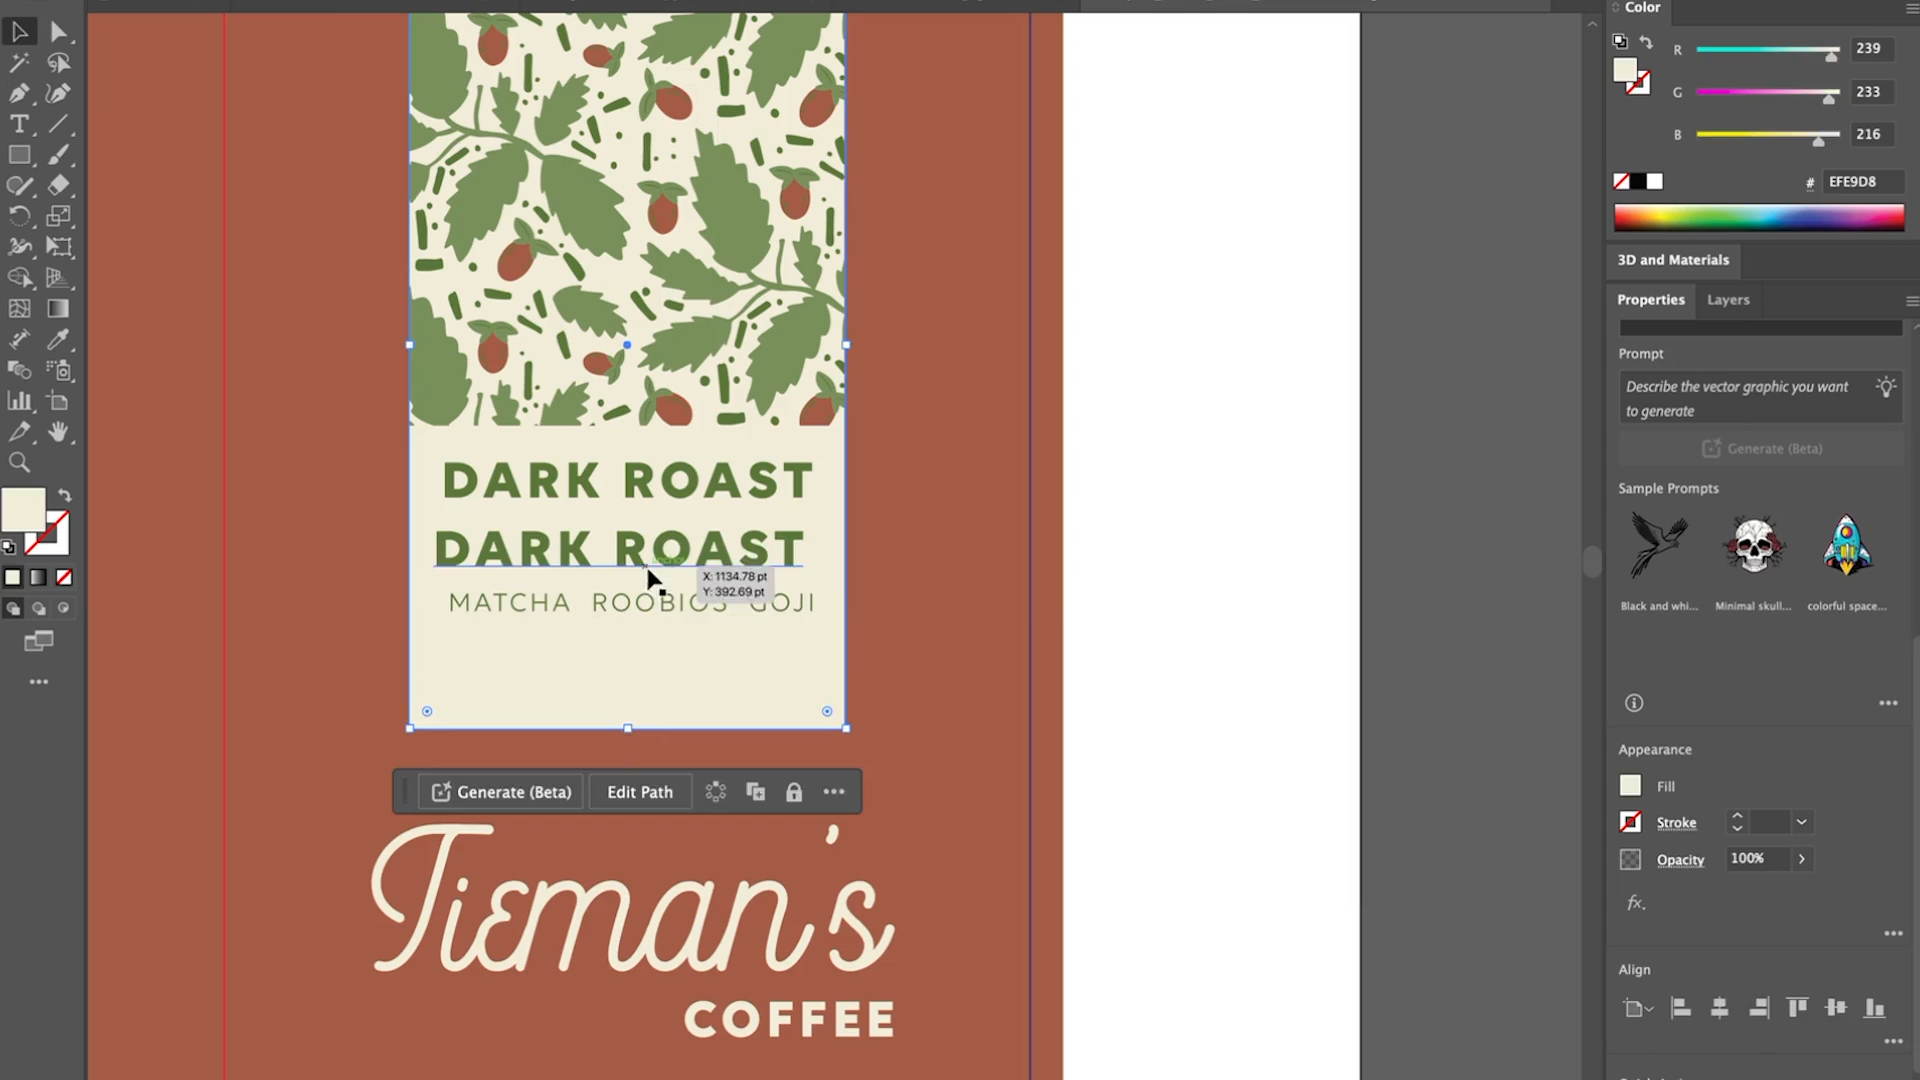 Color
R 239
G 233
B 216
# EFE9D8
3D and Materials
Properties Layers
Prompt
Describe the vector graphic you want
to generate
Generate (Beta)
Sample Prompts
Black and whi... Minimal skull... colorful space...
Appearance
Fill
Stroke
Opacity 100%
fx.
Align
DARK ROAST
DARK ROAST
X: 1134.78 pt
Y: 392.69 pt
MATCHA ROOBIOS GOJI
Generate (Beta) Edit Path
Tieman's
COFFEE